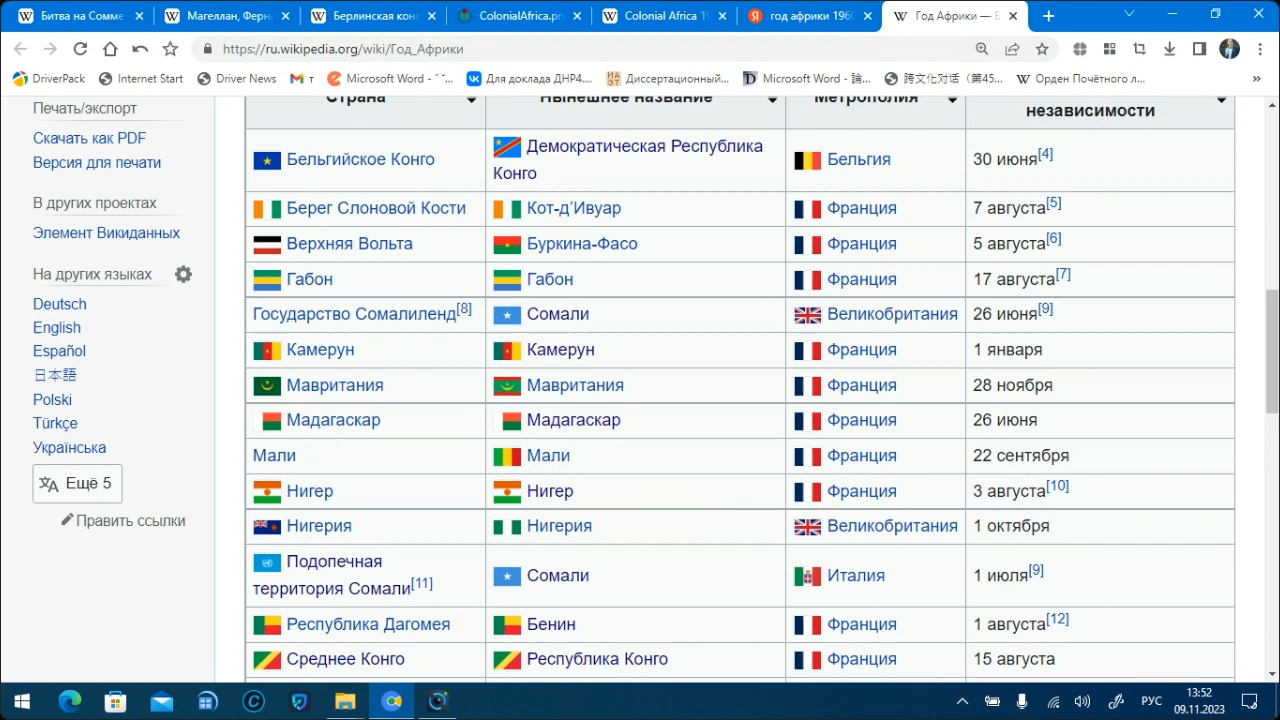 Битва на Сомме
Магеллан, Ферна
Берлинская кон
ColonialAfrica.pn
Colonial Africa 19
год африки 1960
Год Африки — В
https://ru.wikipedia.org/wiki/Год_Африки
DriverPack
Internet Start
Driver News
т
Microsoft Word - ˆ ˇ...
Для доклада ДНР4....
Диссертационный...
Microsoft Word - 論...
跨文化对话（第45...
Орден Почётного л...
»
Печать/экспорт
Скачать как PDF
Версия для печати
В других проектах
Элемент Викиданных
На других языках
Deutsch
English
Español
日本語
Polski
Türkçe
Українська
Ещё 5
Править ссылки
Страна Нынешнее название Метрополия независимости
Бельгийское Конго Демократическая Республика Бельгия 30 июня[4]
Конго
Берег Слоновой Кости Кот-д’Ивуар Франция 7 августа[5]
Верхняя Вольта Буркина-Фасо Франция 5 августа[6]
Габон Габон Франция 17 августа[7]
Государство Сомалиленд[8] Сомали Великобритания 26 июня[9]
Камерун Камерун Франция 1 января
Мавритания Мавритания Франция 28 ноября
Мадагаскар Мадагаскар Франция 26 июня
Мали Мали Франция 22 сентября
Нигер Нигер Франция 3 августа[10]
Нигерия Нигерия Великобритания 1 октября
Подопечная
территория Сомали[11] Сомали Италия 1 июля[9]
Республика Дагомея Бенин Франция 1 августа[12]
Среднее Конго Республика Конго Франция 15 августа
РУС
13:52
09.11.2023